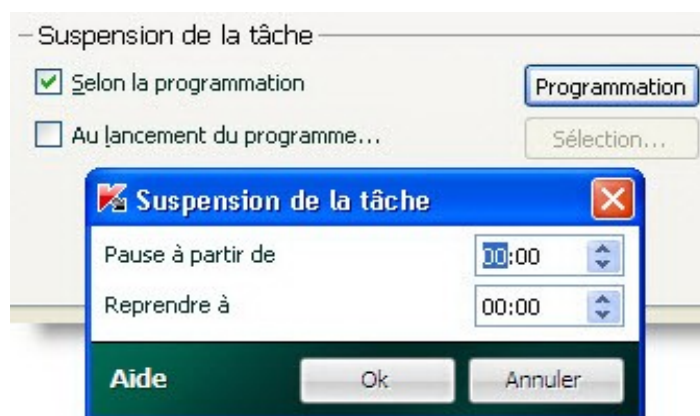 Suspension de la tâche
Selon la programmation
Programmation
Au lancement du programme...
Sélection...
Suspension de la tâche
Pause à partir de 00:00
Reprendre à 00:00
Aide
Ok
Annuler